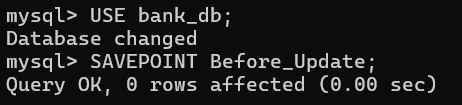 mysql> USE bank_db;
Database changed
mysql> SAVEPOINT Before_Update;
Query OK, 0 rows affected (0.00 sec)